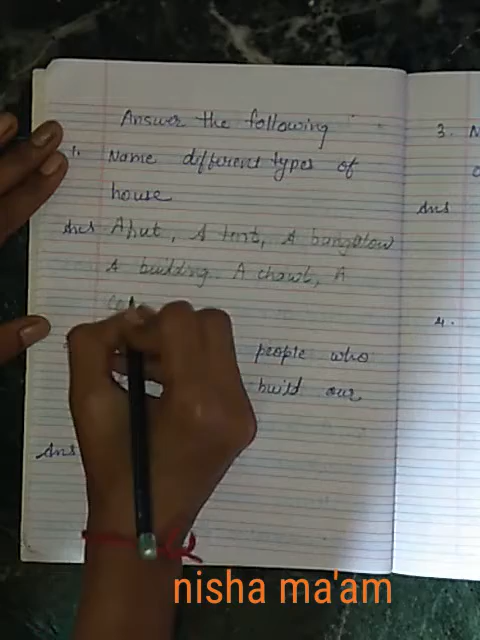 Answer the following
1. Name different types of
house
Ans A hut, A tent, A bangalow
A building. A chawl, A
people who
build our
Ans
3. N
Ans
4.
nisha ma'am